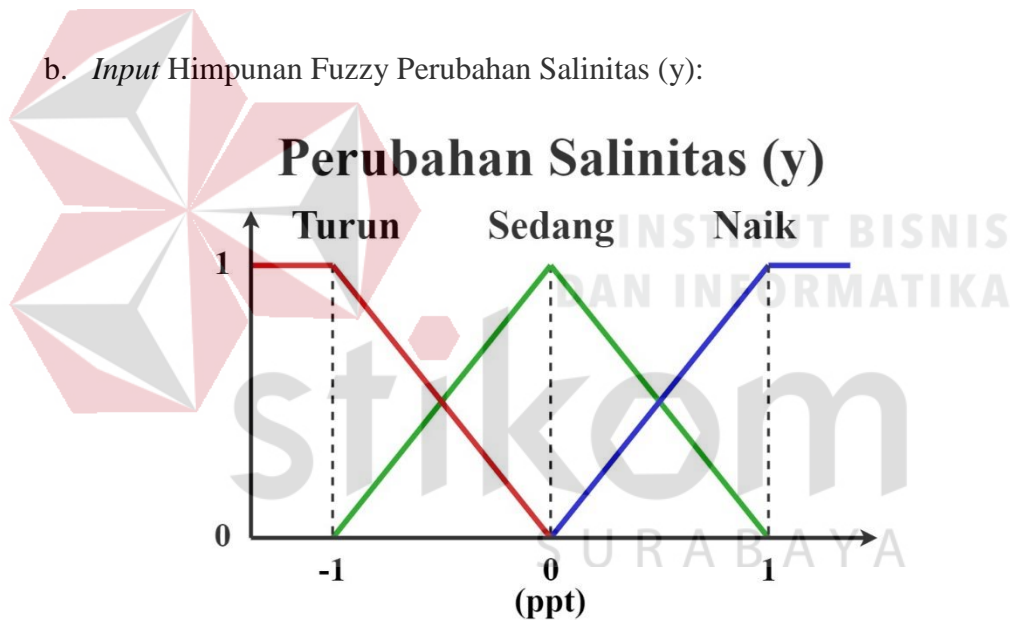 b. Input Himpunan Fuzzy Perubahan Salinitas (y):
Perubahan Salinitas (y)
Turun Sedang Naik
INSTITUT BISNIS
DAN INFORMATIKA
1
stikom
SURABAYA
0
-1 0 1
(ppt)